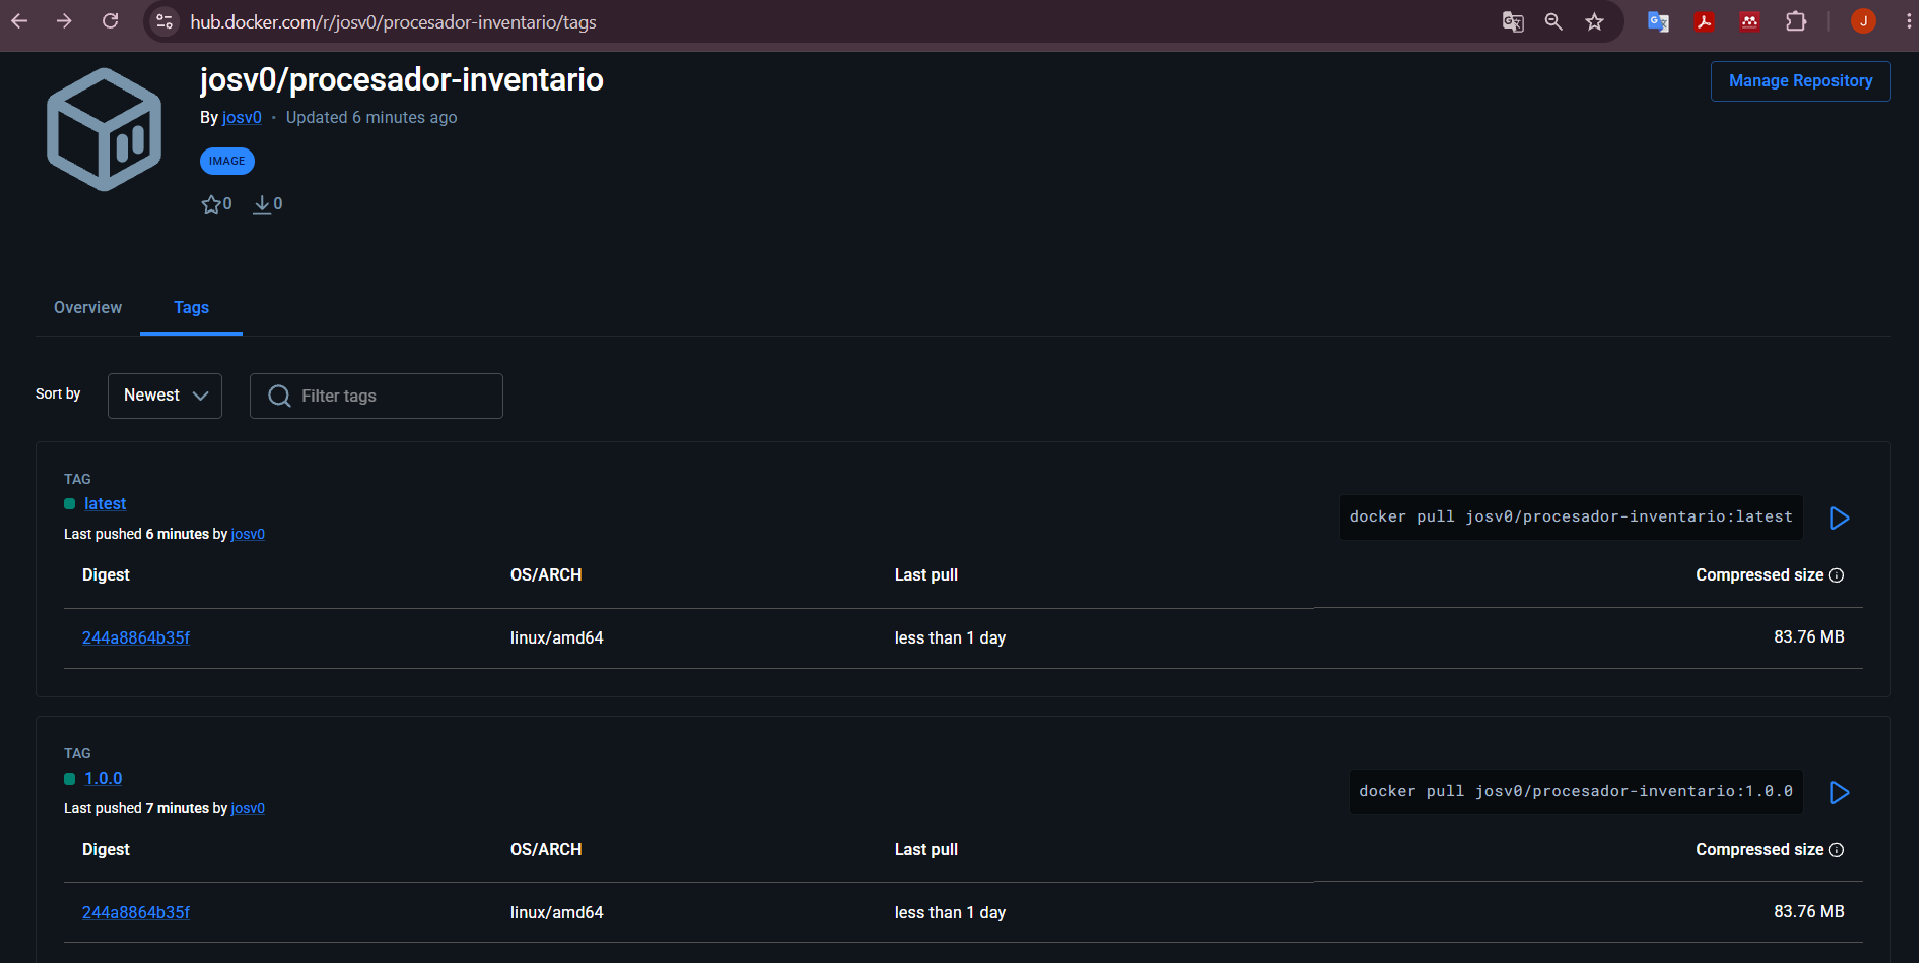 hub.docker.com/r/josv0/procesador-inventario/tags
J
josv0/procesador-inventario
Manage Repository
By josv0 · Updated 6 minutes ago
IMAGE
0 0
Overview Tags
Sort by Newest Filter tags
TAG
latest
docker pull josv0/procesador-inventario:latest
Last pushed 6 minutes by josv0
Digest OS/ARCH Last pull Compressed size
244a8864b35f linux/amd64 less than 1 day 83.76 MB
TAG
1.0.0
docker pull josv0/procesador-inventario:1.0.0
Last pushed 7 minutes by josv0
Digest OS/ARCH Last pull Compressed size
244a8864b35f linux/amd64 less than 1 day 83.76 MB